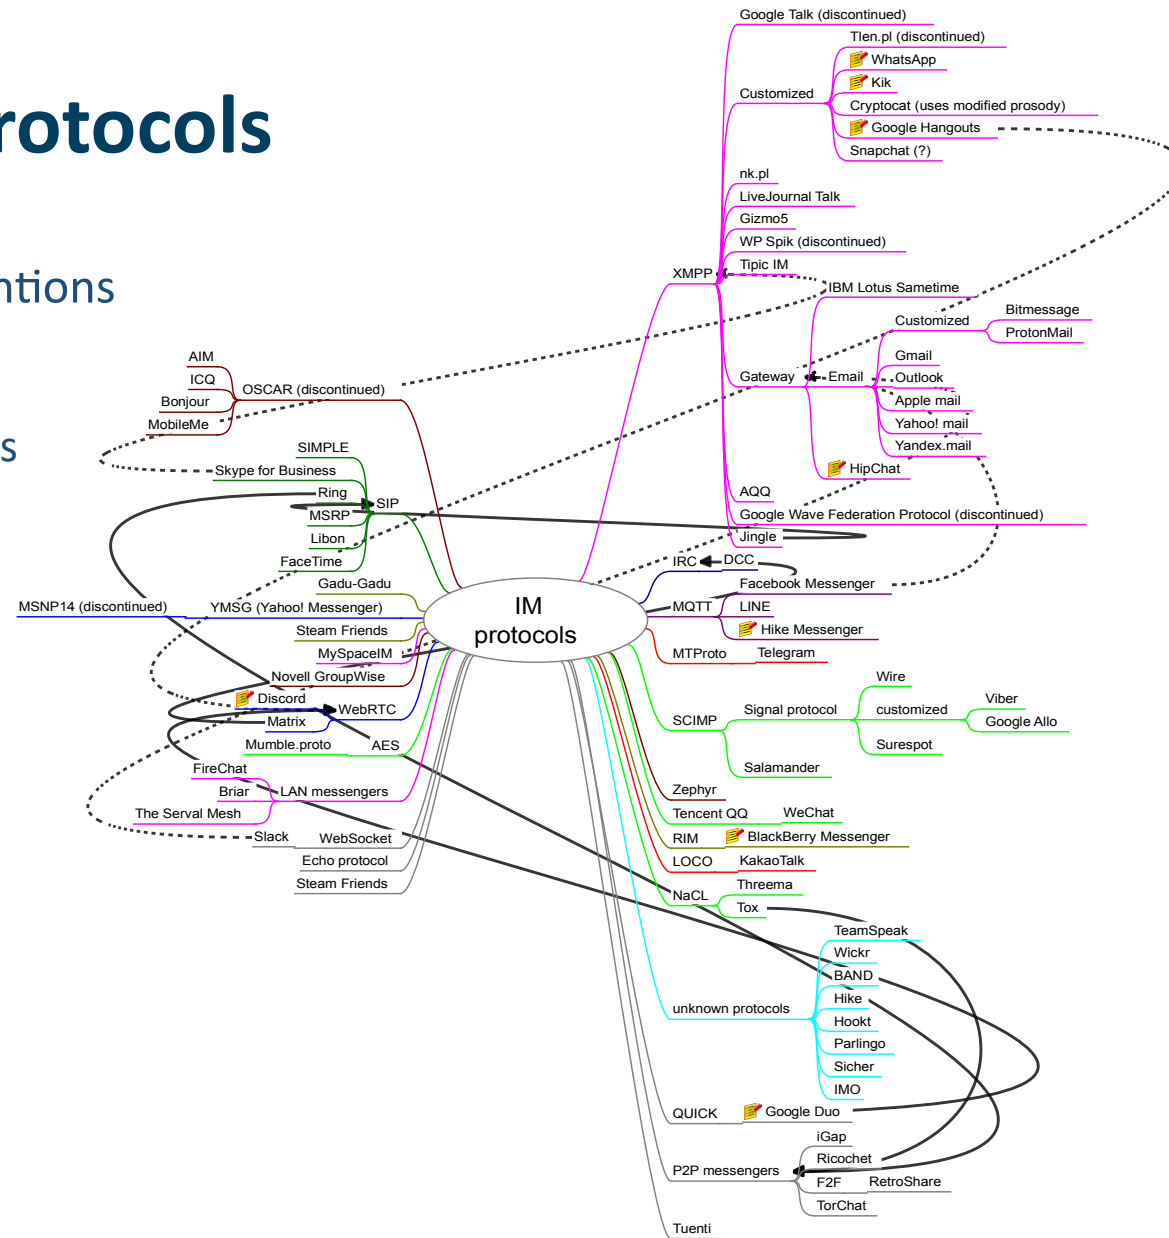 rotocols
ntions
s
IM
protocols
Google Talk (discontinued)
Tlen.pl (discontinued)
WhatsApp
Customized
Kik
Cryptocat (uses modified prosody)
Google Hangouts
Snapchat (?)
nk.pl
LiveJournal Talk
Gizmo5
WP Spik (discontinued)
XMPP
Tipic IM
IBM Lotus Sametime
Customized
Bitmessage
ProtonMail
Gateway
Email
Gmail
Outlook
Apple mail
Yahoo! mail
Yandex.mail
HipChat
AQQ
Google Wave Federation Protocol (discontinued)
Jingle
IRC
DCC
MQTT
Facebook Messenger
LINE
Hike Messenger
MTProto
Telegram
SCIMP
Signal protocol
Wire
customized
Viber
Google Allo
Surespot
Salamander
Zephyr
Tencent QQ
WeChat
RIM
BlackBerry Messenger
LOCO
KakaoTalk
NaCL
Threema
Tox
unknown protocols
TeamSpeak
Wickr
BAND
Hike
Hookt
Parlingo
Sicher
IMO
QUICK
Google Duo
P2P messengers
iGap
Ricochet
F2F
RetroShare
TorChat
Tuenti
AIM
ICQ
Bonjour
MobileMe
OSCAR (discontinued)
SIMPLE
Skype for Business
Ring
SIP
MSRP
Libon
FaceTime
Gadu-Gadu
MSNP14 (discontinued)
YMSG (Yahoo! Messenger)
Steam Friends
MySpaceIM
Novell GroupWise
Discord
WebRTC
Matrix
Mumble.proto
AES
FireChat
Briar
LAN messengers
The Serval Mesh
Slack
WebSocket
Echo protocol
Steam Friends